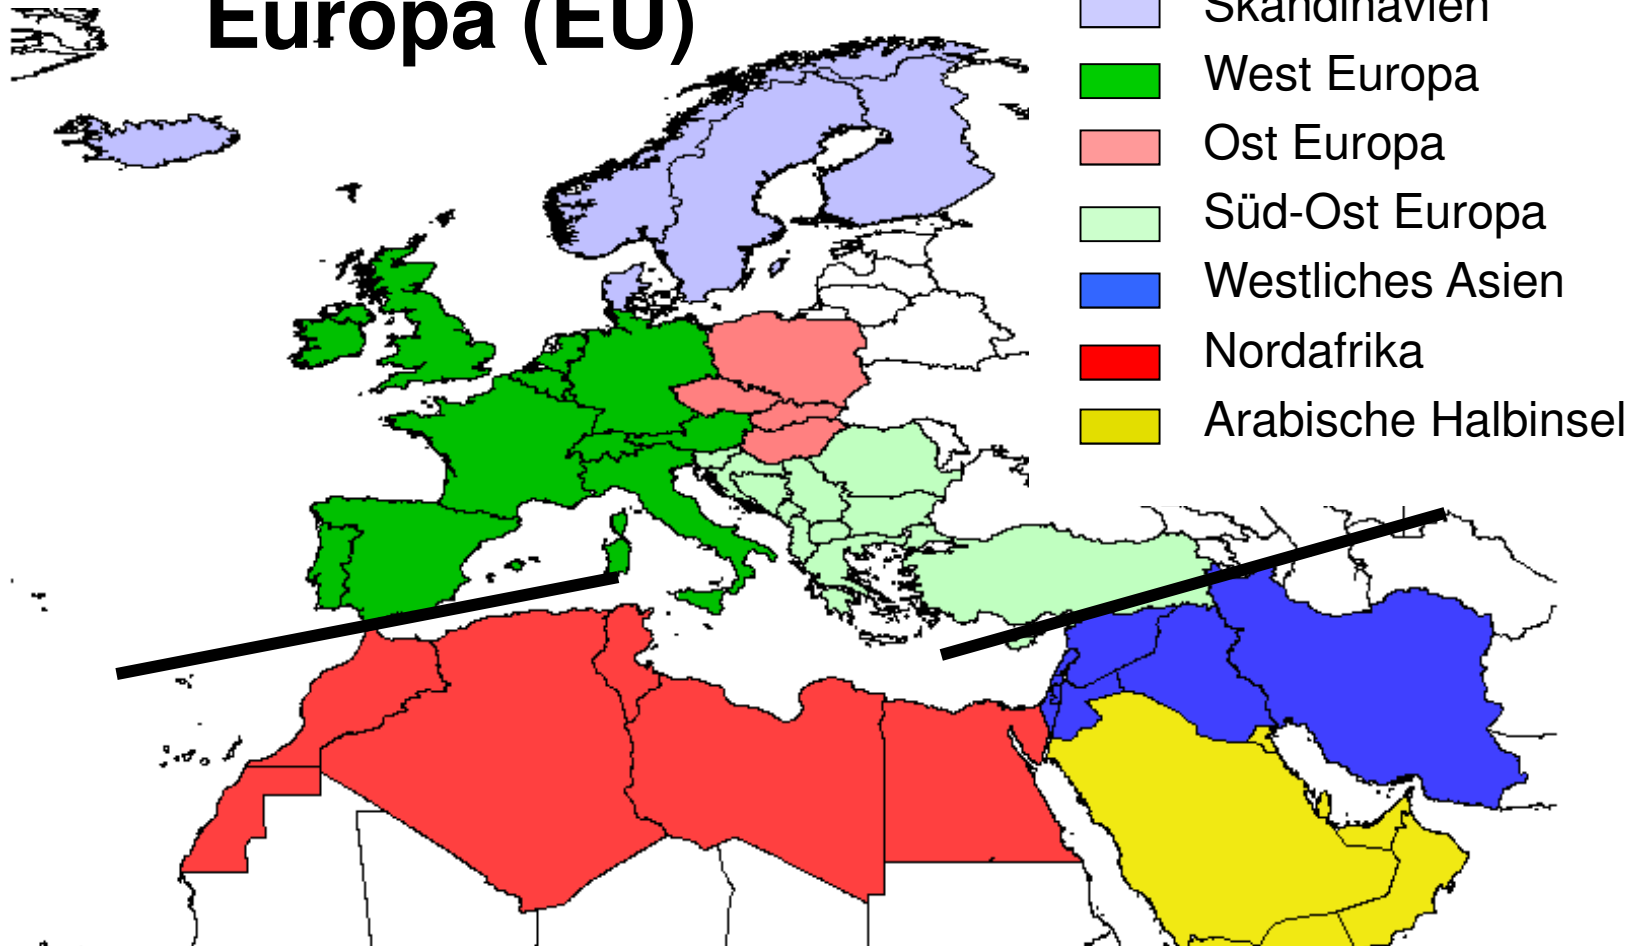 Europa (EU)
Skandinavien
West Europa
Ost Europa
Süd-Ost Europa
Westliches Asien
Nordafrika
Arabische Halbinsel